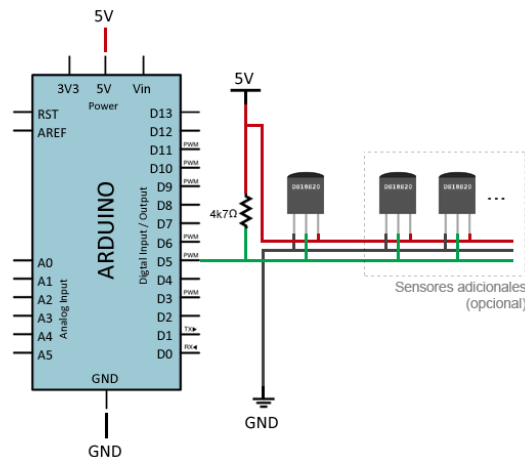 5V
3V3 5V Vin
Power
RST
AREF
D13
D12
PWM D11
PWM D10
PWM D9
D8
D7
PWM D6
PWM D5
D4
PWM D3
D2
TX► D1
RX◄ D0
ARDUINO
Digtal Input / Output
A0
A1
A2
A3
A4
A5
Analog Input
GND
GND
5V
4k7Ω
GND
DS18B20
DS18B20
DS18B20
...
Sensores adicionales
(opcional)